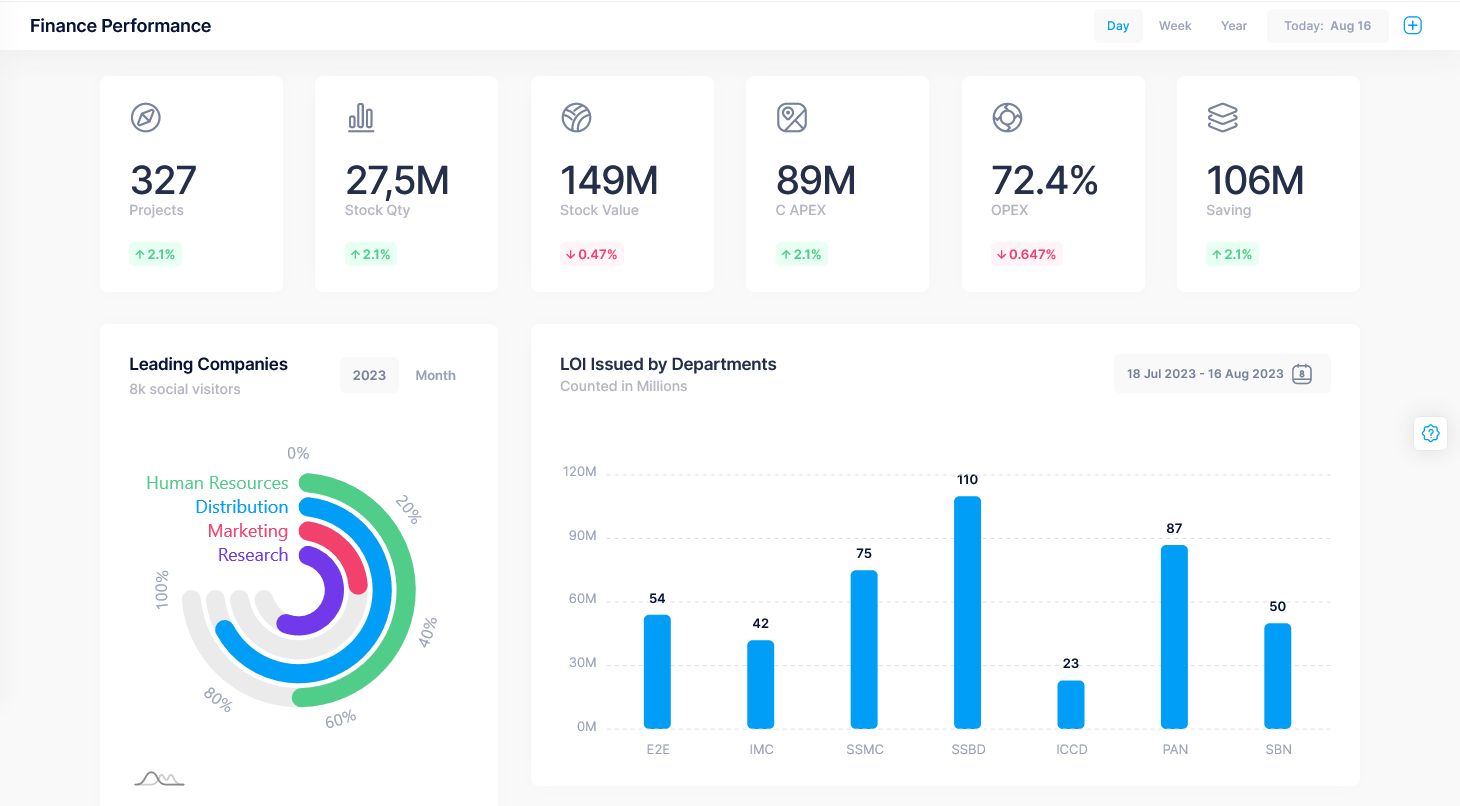 Finance Performance
Day Week Year Today: Aug 16
327
Projects
↑ 2.1%
27,5M
Stock Qty
↑ 2.1%
149M
Stock Value
↓ 0.47%
89M
C APEX
↑ 2.1%
72.4%
OPEX
↓ 0.647%
106M
Saving
↑ 2.1%
Leading Companies
8k social visitors
2023 Month
0%
Human Resources
Distribution
Marketing
Research
20%
40%
60%
80%
100%
LOI Issued by Departments
Counted in Millions
18 Jul 2023 - 16 Aug 2023
8
120M
90M
60M
30M
0M
54
42
75
110
23
87
50
E2E IMC SSMC SSBD ICCD PAN SBN
?